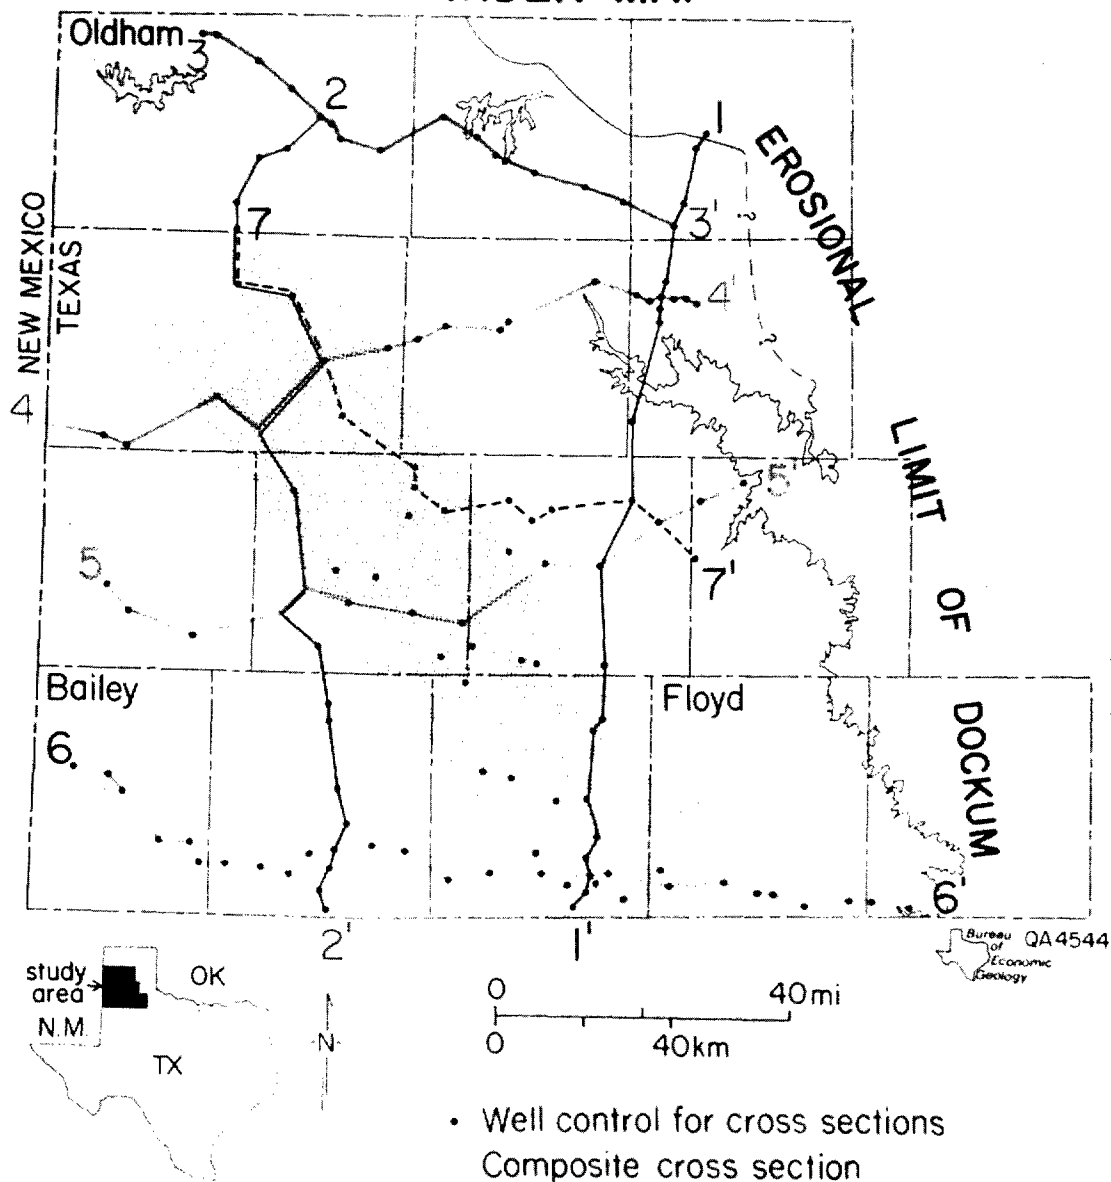 Oldham
3
2
1
EROSIONAL
7
3'
?
NEW MEXICO
TEXAS
4'
?
4
LIMIT
5'
5
7'
OF
Bailey
Floyd
6
DOCKUM
6'
2'
1'
Bureau
of
Economic
Geology
QA4544
study
area
OK
N.M.
TX
N
0 40mi
0 40km
• Well control for cross sections
Composite cross section